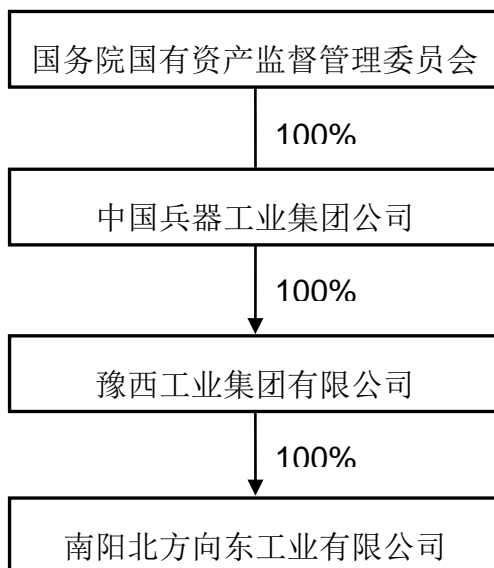 国务院国有资产监督管理委员会
100%
中国兵器工业集团公司
100%
豫西工业集团有限公司
100%
南阳北方向东工业有限公司